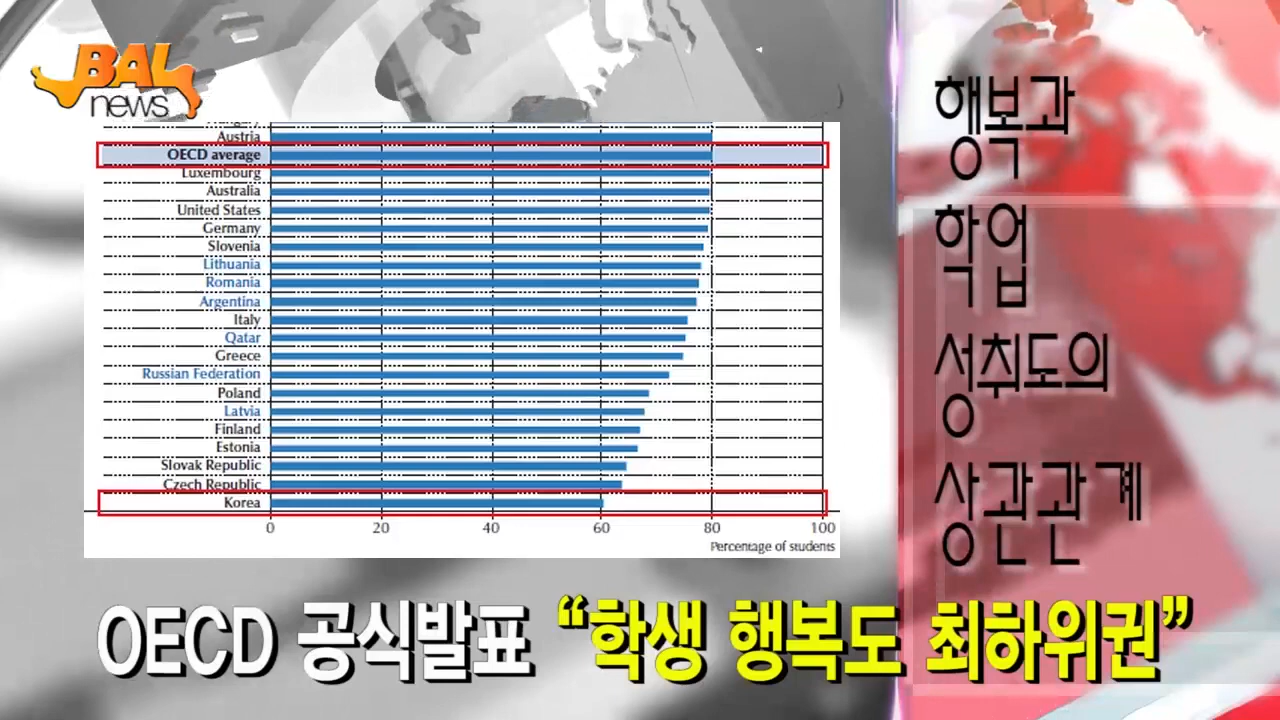 BAL
news
Austria
OECD average
Luxembourg
Australia
United States
Germany
Slovenia
Lithuania
Romania
Argentina
Italy
Qatar
Greece
Russian Federation
Poland
Latvia
Finland
Estonia
Slovak Republic
Czech Republic
Korea
0 20 40 60 80 100
Percentage of students
행복과
학업
성취도의
상관관계
OECD 공식발표 “학생 행복도 최하위권”